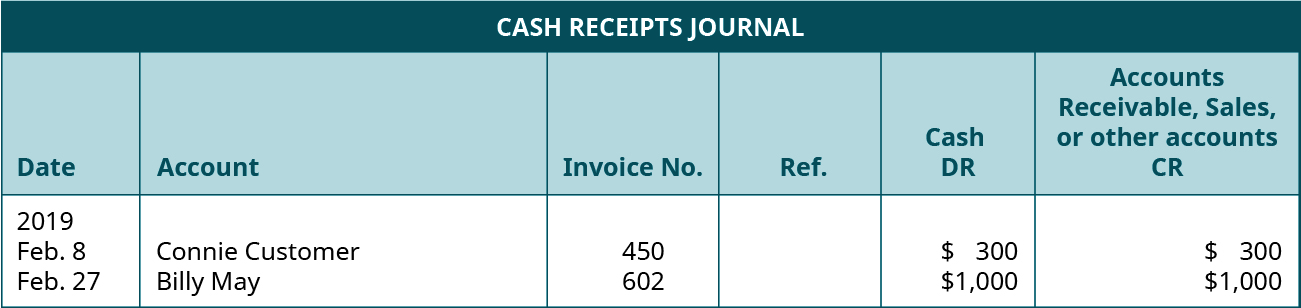 CASH RECEIPTS JOURNAL
Accounts
Receivable, Sales,
Cash or other accounts
Date Account Invoice No. Ref. DR CR
2019
Feb. 8 Connie Customer 450 $ 300 $ 300
Feb. 27 Billy May 602 $1,000 $1,000